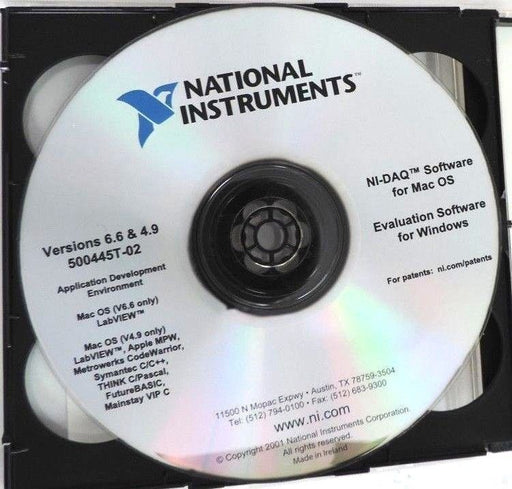 NATIONAL
INSTRUMENTS™
NI-DAQ™ Software
for Mac OS
Evaluation Software
for Windows
For patents: ni.com/patents
Versions 6.6 & 4.9
500445T-02
Application Development
Environment
Mac OS (V6.6 only)
LabVIEW™
Mac OS (V4.9 only)
LabVIEW™, Apple MPW,
Metrowerks CodeWarrior,
Symantec C/C++,
THINK C/Pascal,
FutureBASIC,
Mainstay VIP C
11500 N Mopac Expwy • Austin, TX 78759-3504
Tel: (512) 794-0100 • Fax: (512) 683-9300
www.ni.com
© Copyright 2001 National Instruments Corporation
All rights reserved.
Made in Ireland